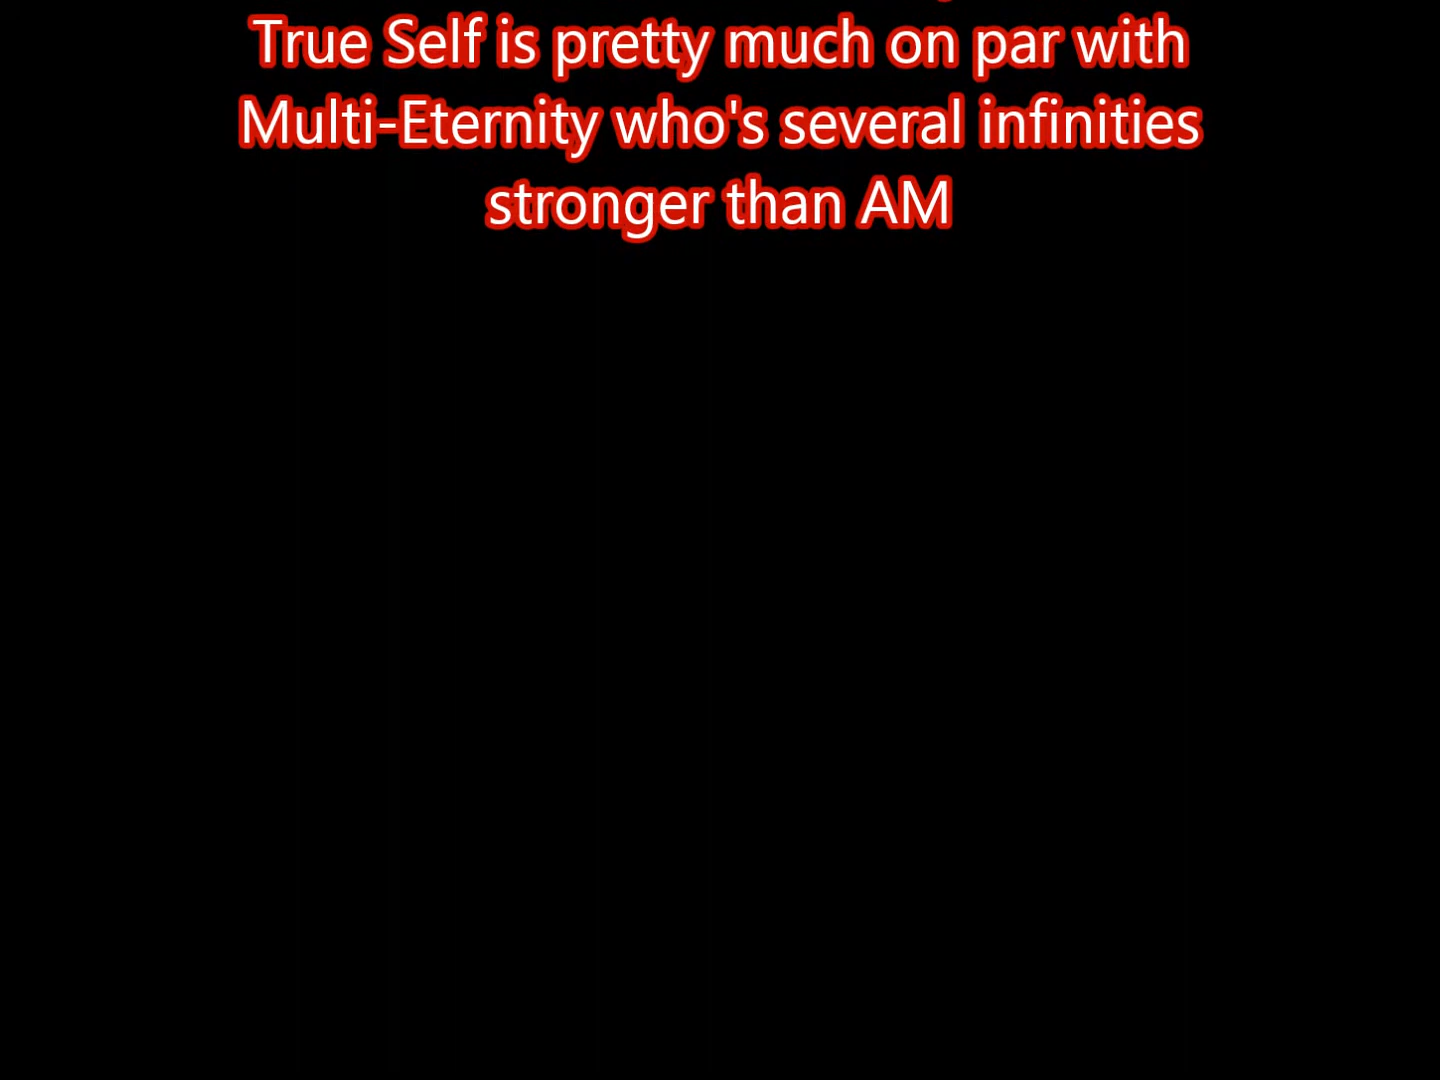 True Self is pretty much on par with
Multi-Eternity who's several infinities
stronger than AM